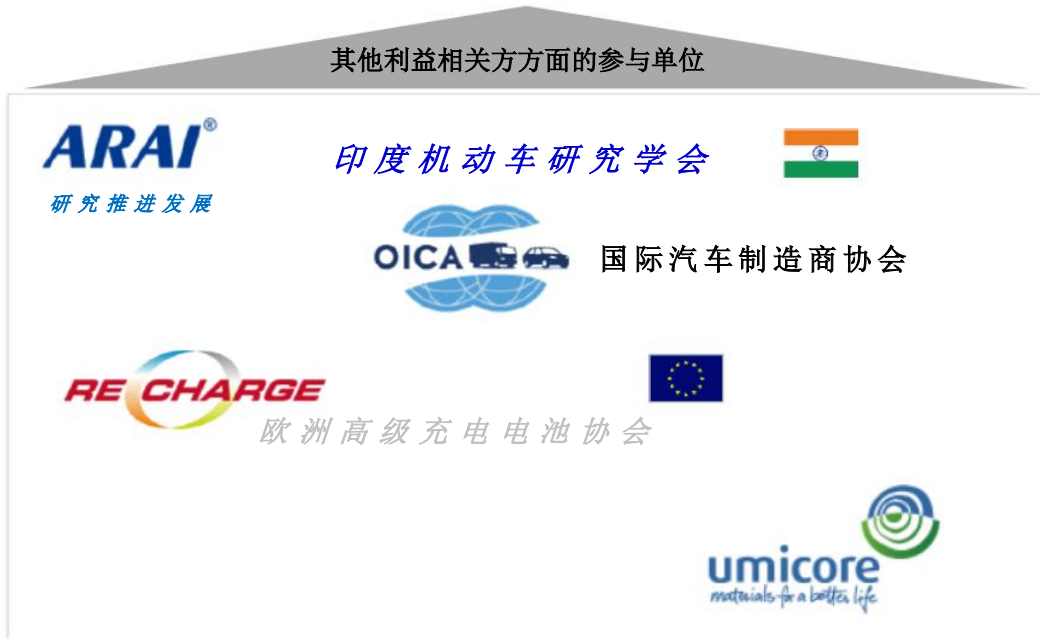 其他利益相关方方面的参与单位
ARAI®
印度机动车研究学会
研究推进发展
OICA
国际汽车制造商协会
RECHARGE
欧洲高级充电电池协会
umicore
materials for a better life